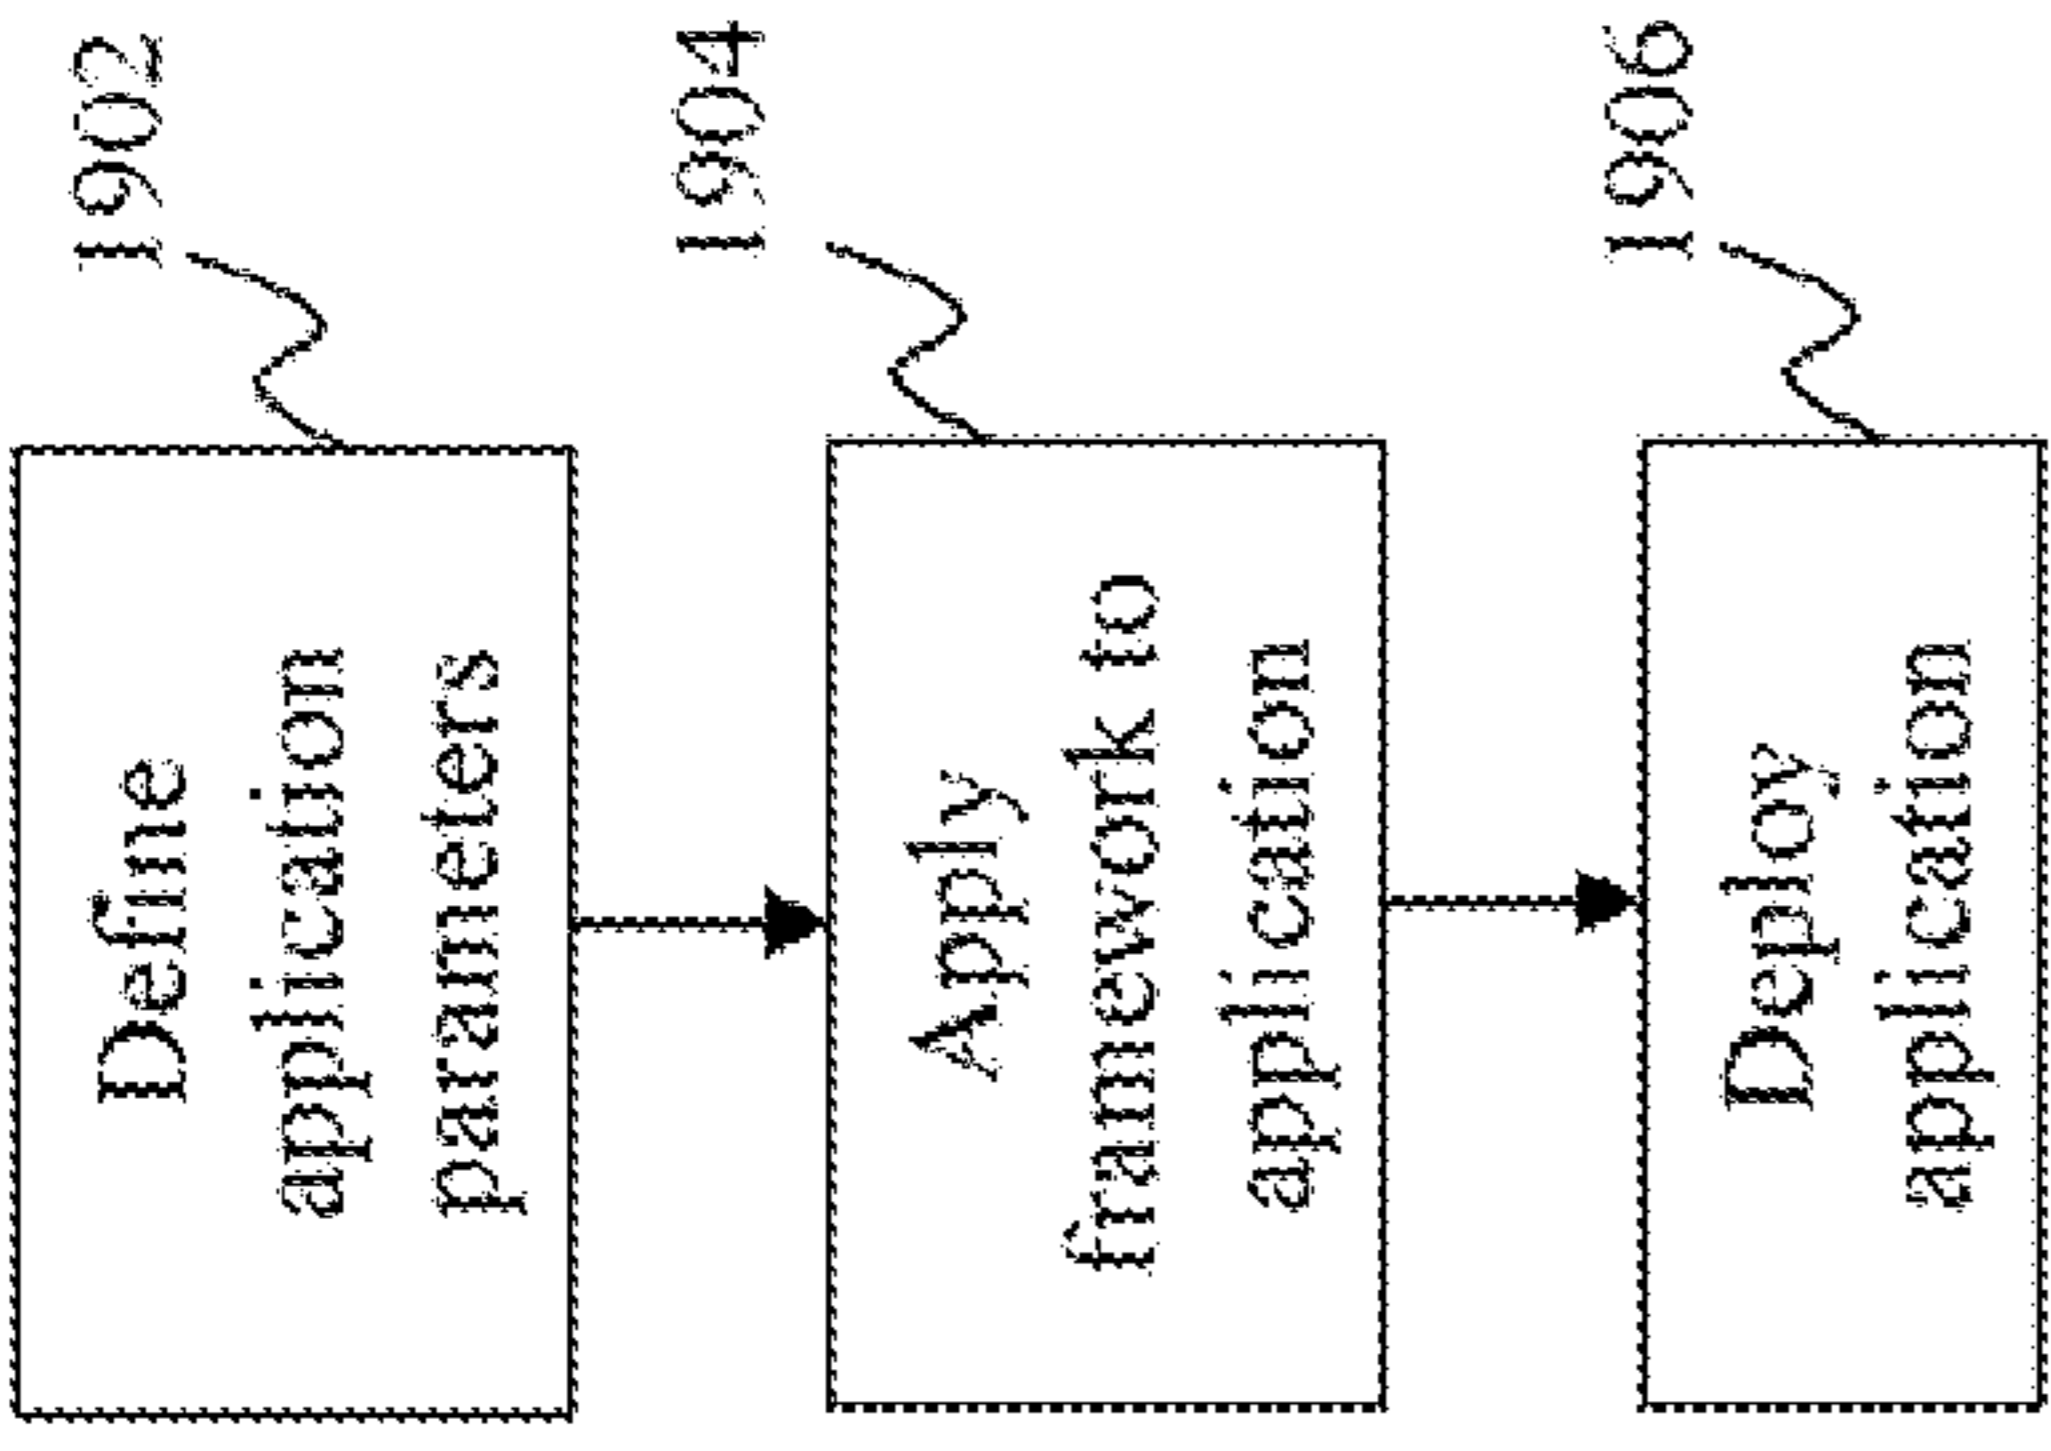 Define
application
parameters
1902
Apply
framework to
application
1904
Deploy
application
1906